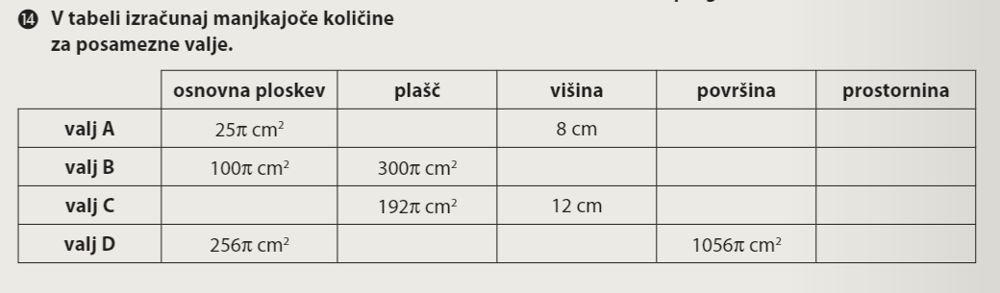 14 V tabeli izračunaj manjkajoče količine
za posamezne valje.
osnovna ploskev plašč višina površina prostornina
valj A 25π cm² 8 cm
valj B 100π cm² 300π cm²
valj C 192π cm² 12 cm
valj D 256π cm² 1056π cm²